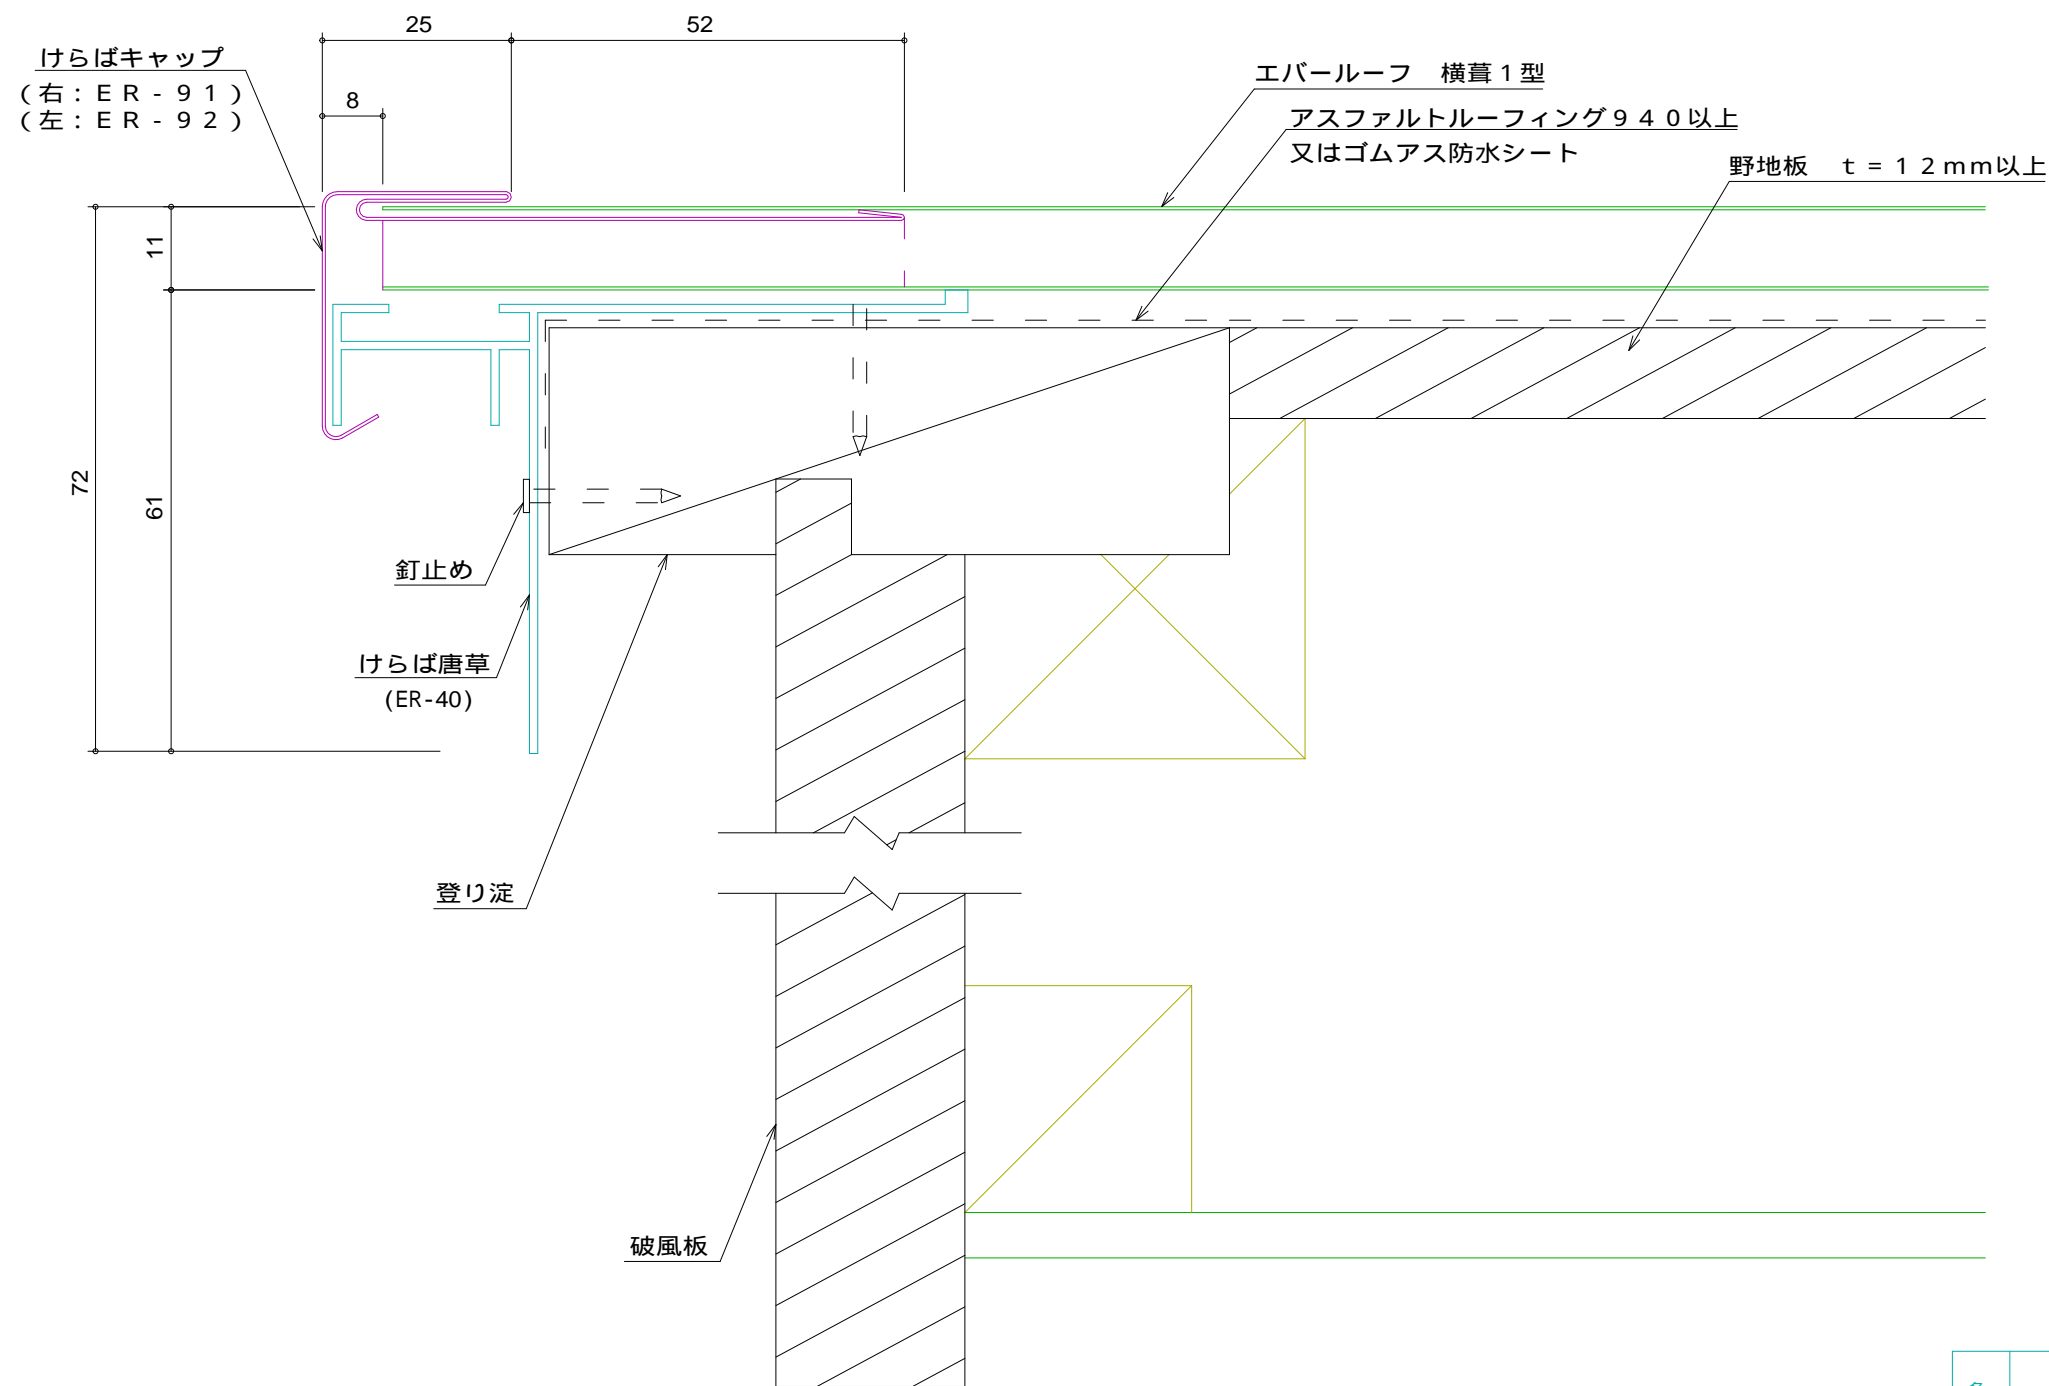 25
52
けらばキャップ
(右：ＥＲ-９１)
(左：ＥＲ-９２)
8
エバールーフ　横葺１型
アスファルトルーフィング９４０以上
又はゴムアス防水シート
野地板　ｔ=１２ｍｍ以上
11
72
61
釘止め
けらば唐草
(ER-40)
登り淀
破風板